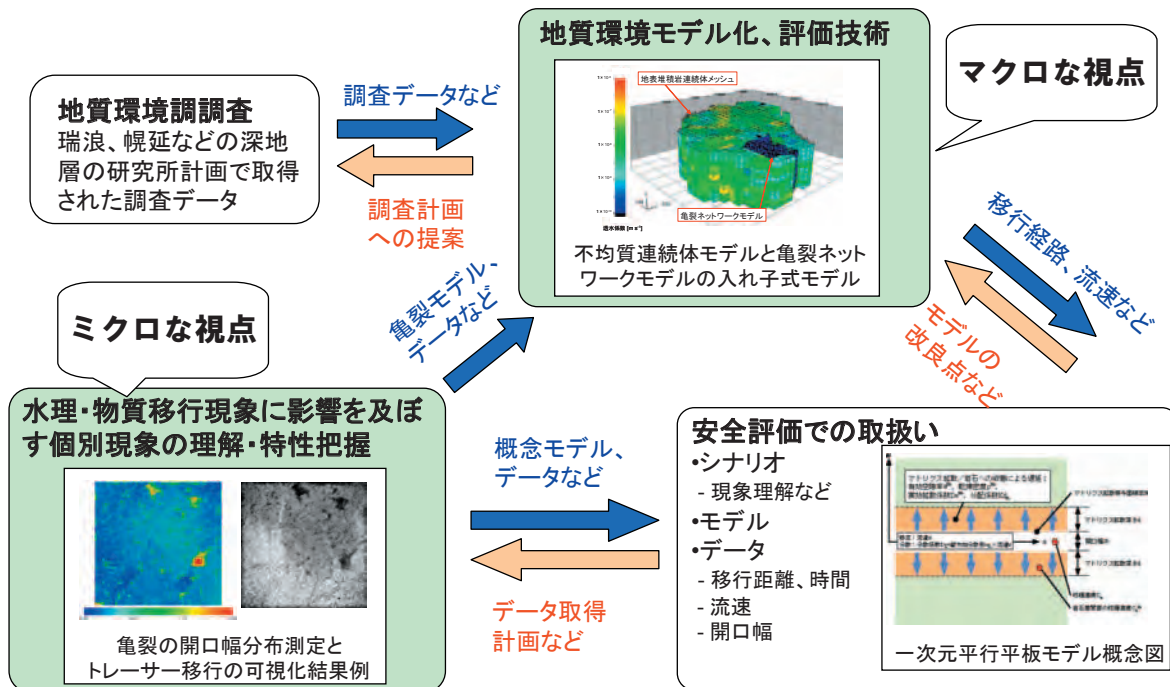 地質環境モデル化、評価技術
マクロな視点
地表堆積岩連続体メッシュ
亀裂ネットワークモデル
透水係数 [m s⁻¹]
不均質連続体モデルと亀裂ネット
ワークモデルの入れ子式モデル
地質環境調調査
瑞浪、幌延などの深地
層の研究所計画で取得
された調査データ
調査データなど
調査計画
への提案
移行経路、流速など
モデルの
改良点など
亀裂モデル、
データなど
ミクロな視点
水理・物質移行現象に影響を及ぼ
す個別現象の理解・特性把握
亀裂の開口幅分布測定と
トレーサー移行の可視化結果例
概念モデル、
データなど
データ取得
計画など
安全評価での取扱い
•シナリオ
- 現象理解など
•モデル
•データ
- 移行距離、時間
- 流速
- 開口幅
一次元平行平板モデル概念図